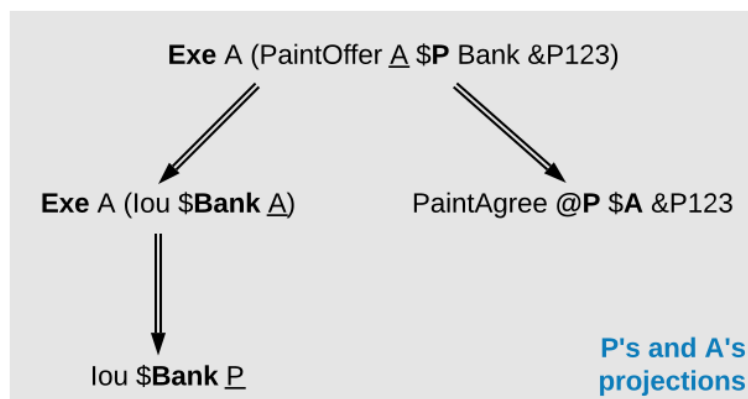 Exe A (PaintOffer A $P Bank &P123)
Exe A (Iou $Bank A)
PaintAgree @P $A &P123
Iou $Bank P
P's and A's
projections